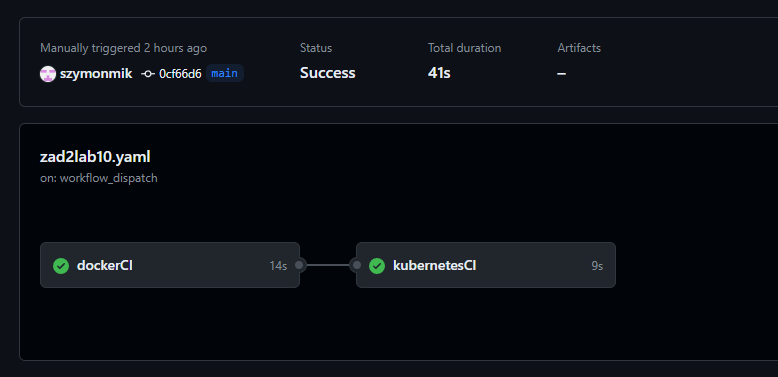 Manually triggered 2 hours ago Status Total duration Artifacts
szymonmik 0cf66d6 main Success 41s –
zad2lab10.yaml
on: workflow_dispatch
dockerCI 14s kubernetesCI 9s